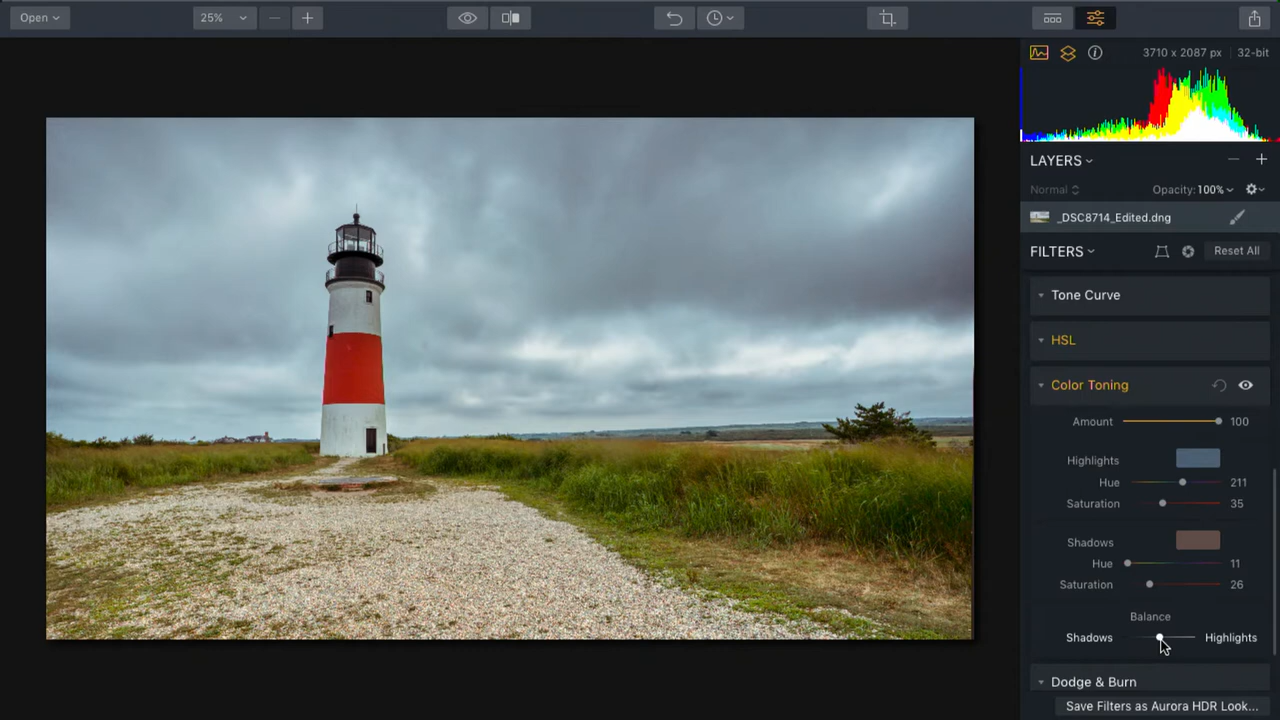 Open
25%
3710 x 2087 px
32-bit
LAYERS
Normal
Opacity: 100%
_DSC8714_Edited.dng
FILTERS
Reset All
Tone Curve
HSL
Color Toning
Amount 100
Highlights
Hue 211
Saturation 35
Shadows
Hue 11
Saturation 26
Balance
Shadows Highlights
Dodge & Burn
Save Filters as Aurora HDR Look...